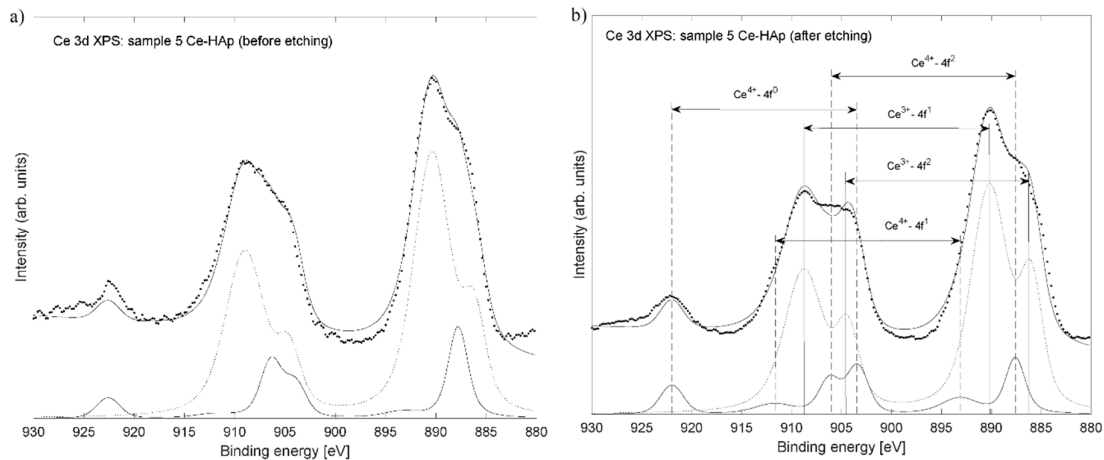 a)
Ce 3d XPS: sample 5 Ce-HAp (before etching)
Intensity (arb. units)
930 925 920 915 910 905 900 895 890 885 880
Binding energy [eV]
b)
Ce 3d XPS: sample 5 Ce-HAp (after etching)
Ce⁴⁺- 4f²
Ce⁴⁺- 4f⁰
Ce³⁺- 4f¹
Ce³⁺- 4f²
Ce⁴⁺- 4f¹
Intensity (arb. units)
930 925 920 915 910 905 900 895 890 885 880
Binding energy [eV]